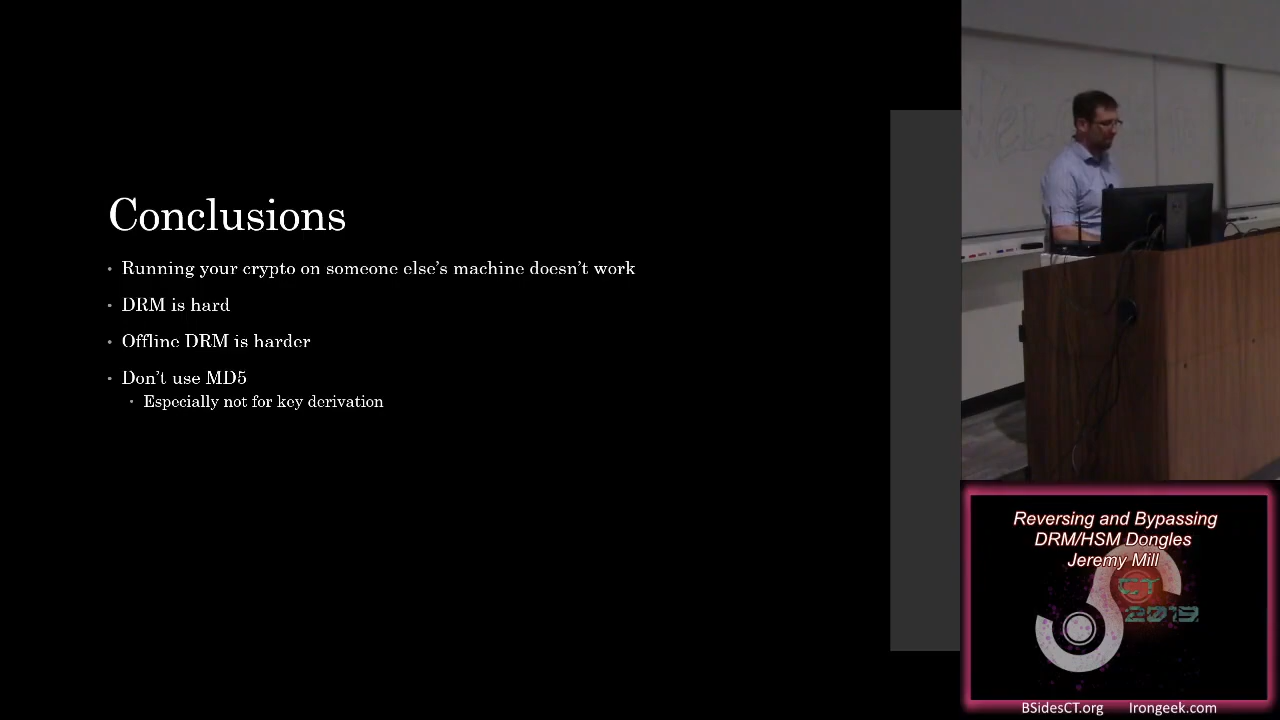 Conclusions
Running your crypto on someone else's machine doesn't work
DRM is hard
Offline DRM is harder
Don't use MD5
Especially not for key derivation
Reversing and Bypassing
DRM/HSM Dongles
Jeremy Mill
CT
2019
BSidesCT.org Irongeek.com